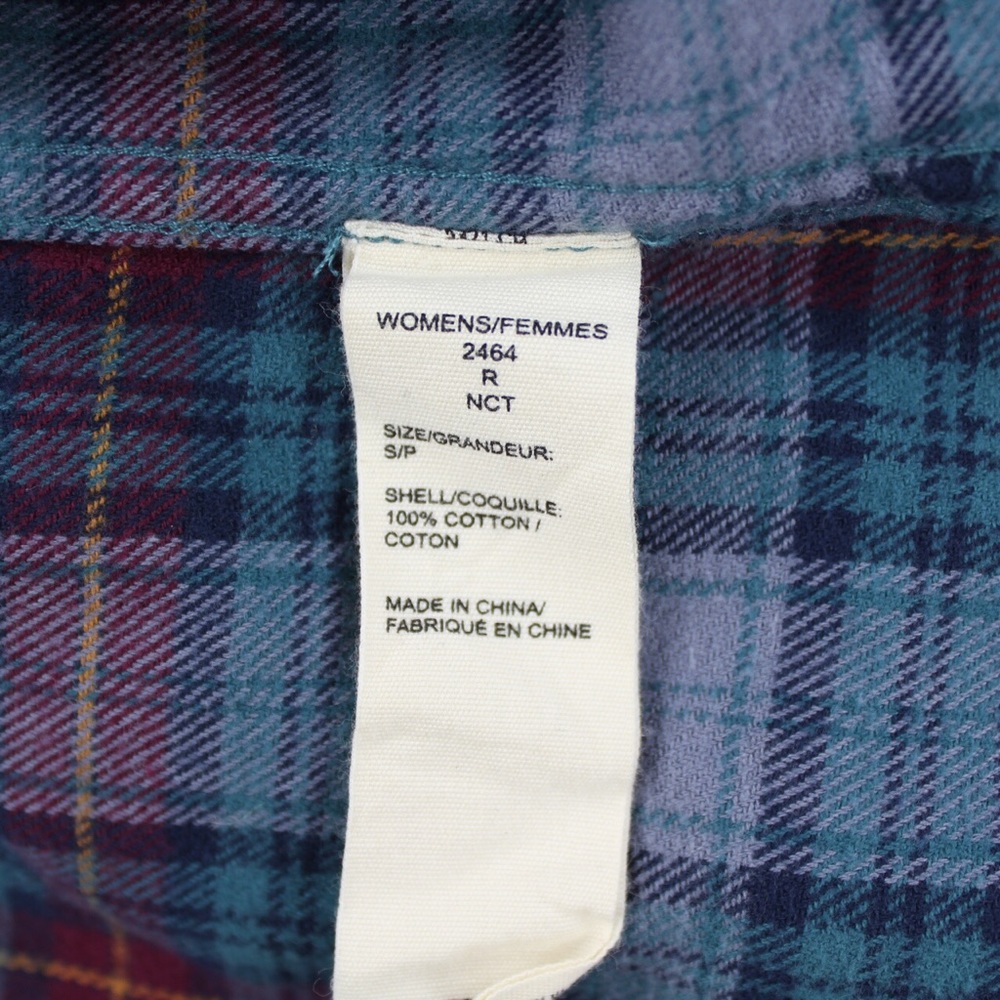 WOMENS/FEMMES
2464
R
NCT
SIZE/GRANDEUR:
S/P
SHELL/COQUILLE:
100% COTTON /
COTON
MADE IN CHINA/
FABRIQUÉ EN CHINE